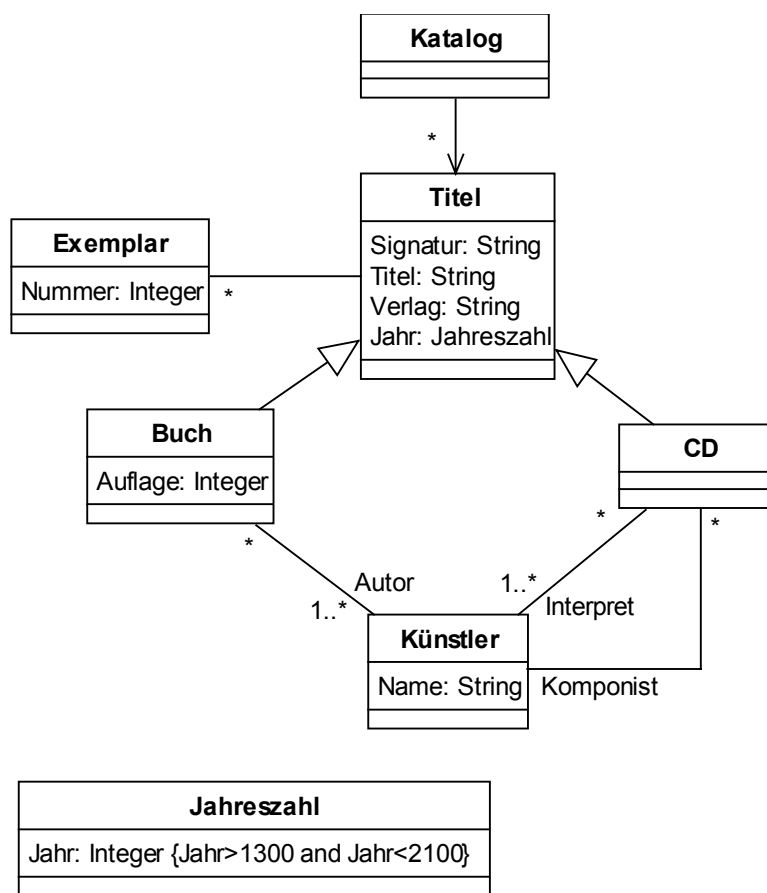 Katalog
*
Titel
Signatur: String
Titel: String
Verlag: String
Jahr: Jahreszahl
Exemplar
Nummer: Integer
*
Buch
Auflage: Integer
CD
*
*
*
Autor
1..*
1..*
Interpret
Künstler
Name: String
Komponist
Jahreszahl
Jahr: Integer {Jahr>1300 and Jahr<2100}